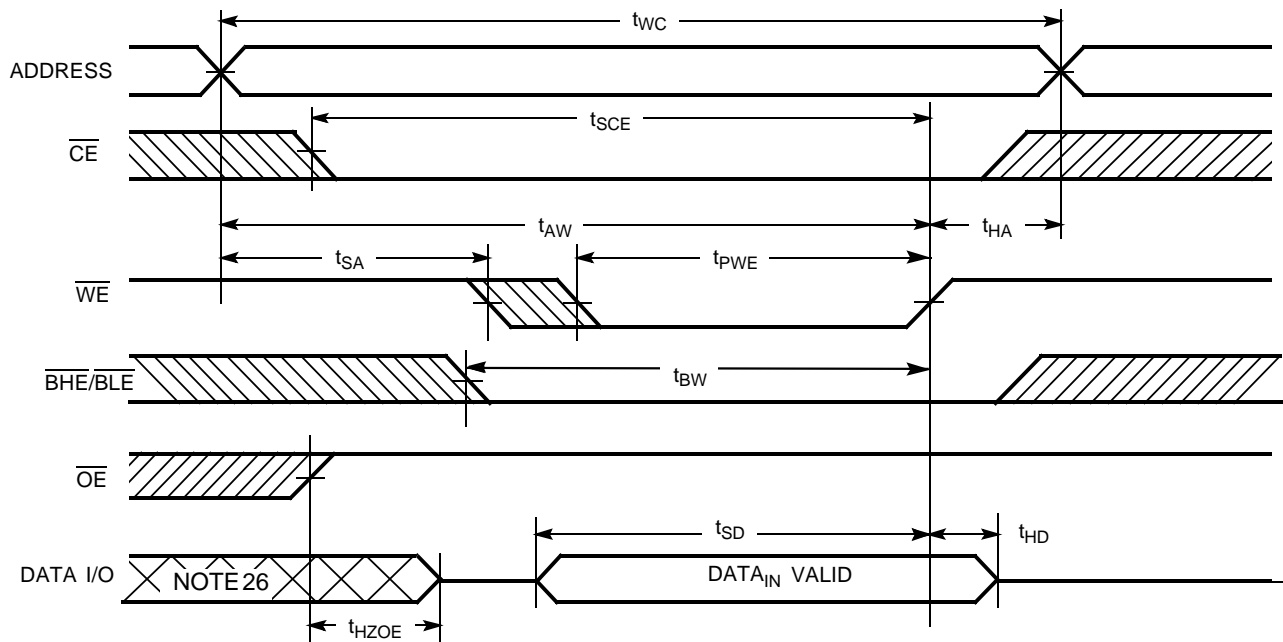 tWC
ADDRESS
tSCE
CE
tAW
tHA
tSA
tPWE
WE
BHE/BLE
tBW
OE
tSD
tHD
DATA I/O
NOTE 26
DATAIN VALID
tHZOE